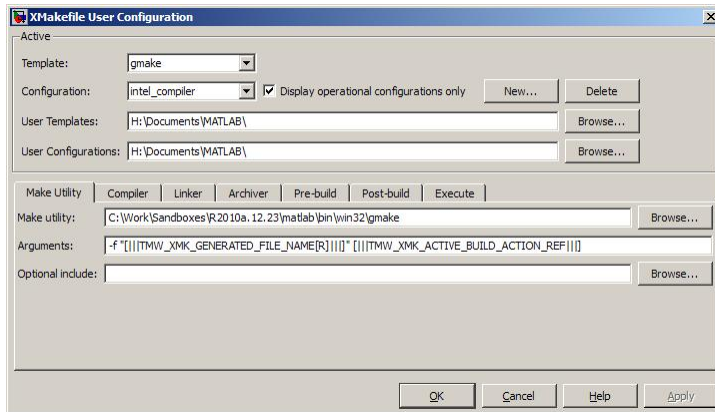 XMakefile User Configuration
Active
Template: gmake
Configuration: intel_compiler Display operational configurations only New... Delete
User Templates: H:\Documents\MATLAB\ Browse...
User Configurations: H:\Documents\MATLAB\ Browse...
Make Utility Compiler Linker Archiver Pre-build Post-build Execute
Make utility: C:\Work\Sandboxes\R2010a.12.23\matlab\bin\win32\gmake Browse...
Arguments: -f "[|||TMW_XMK_GENERATED_FILE_NAME[R]|||]" [|||TMW_XMK_ACTIVE_BUILD_ACTION_REF|||]
Optional include: Browse...
OK Cancel Help Apply